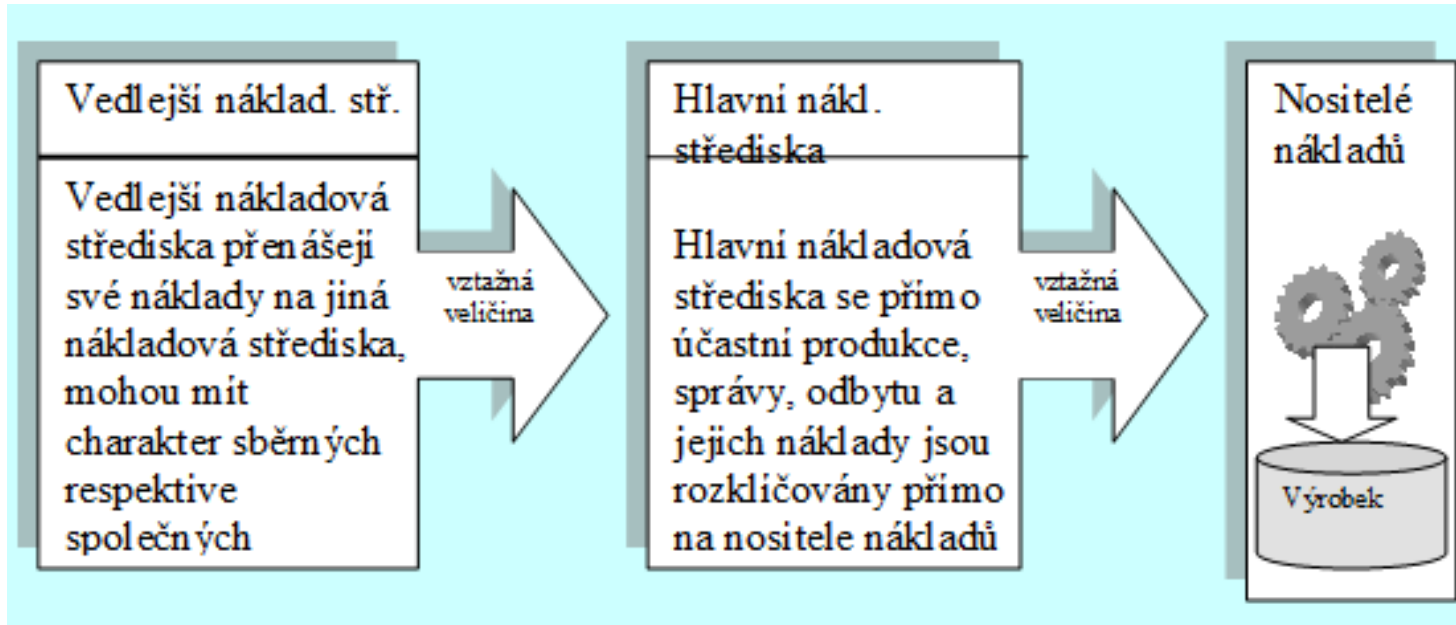 Vedlejší náklad. stř.
Vedlejší nákladová
střediska přenášejí
své náklady na jiná
nákladová střediska,
mohou mít
charakter sběrných
respektive
společných
vztažná
veličina
Hlavní nákl.
střediska
Hlavní nákladová
střediska se přímo
účastní produkce,
správy, odbytu a
jejich náklady jsou
rozkličovány přímo
na nositele nákladů
vztažná
veličina
Nositelé
nákladů
Výrobek